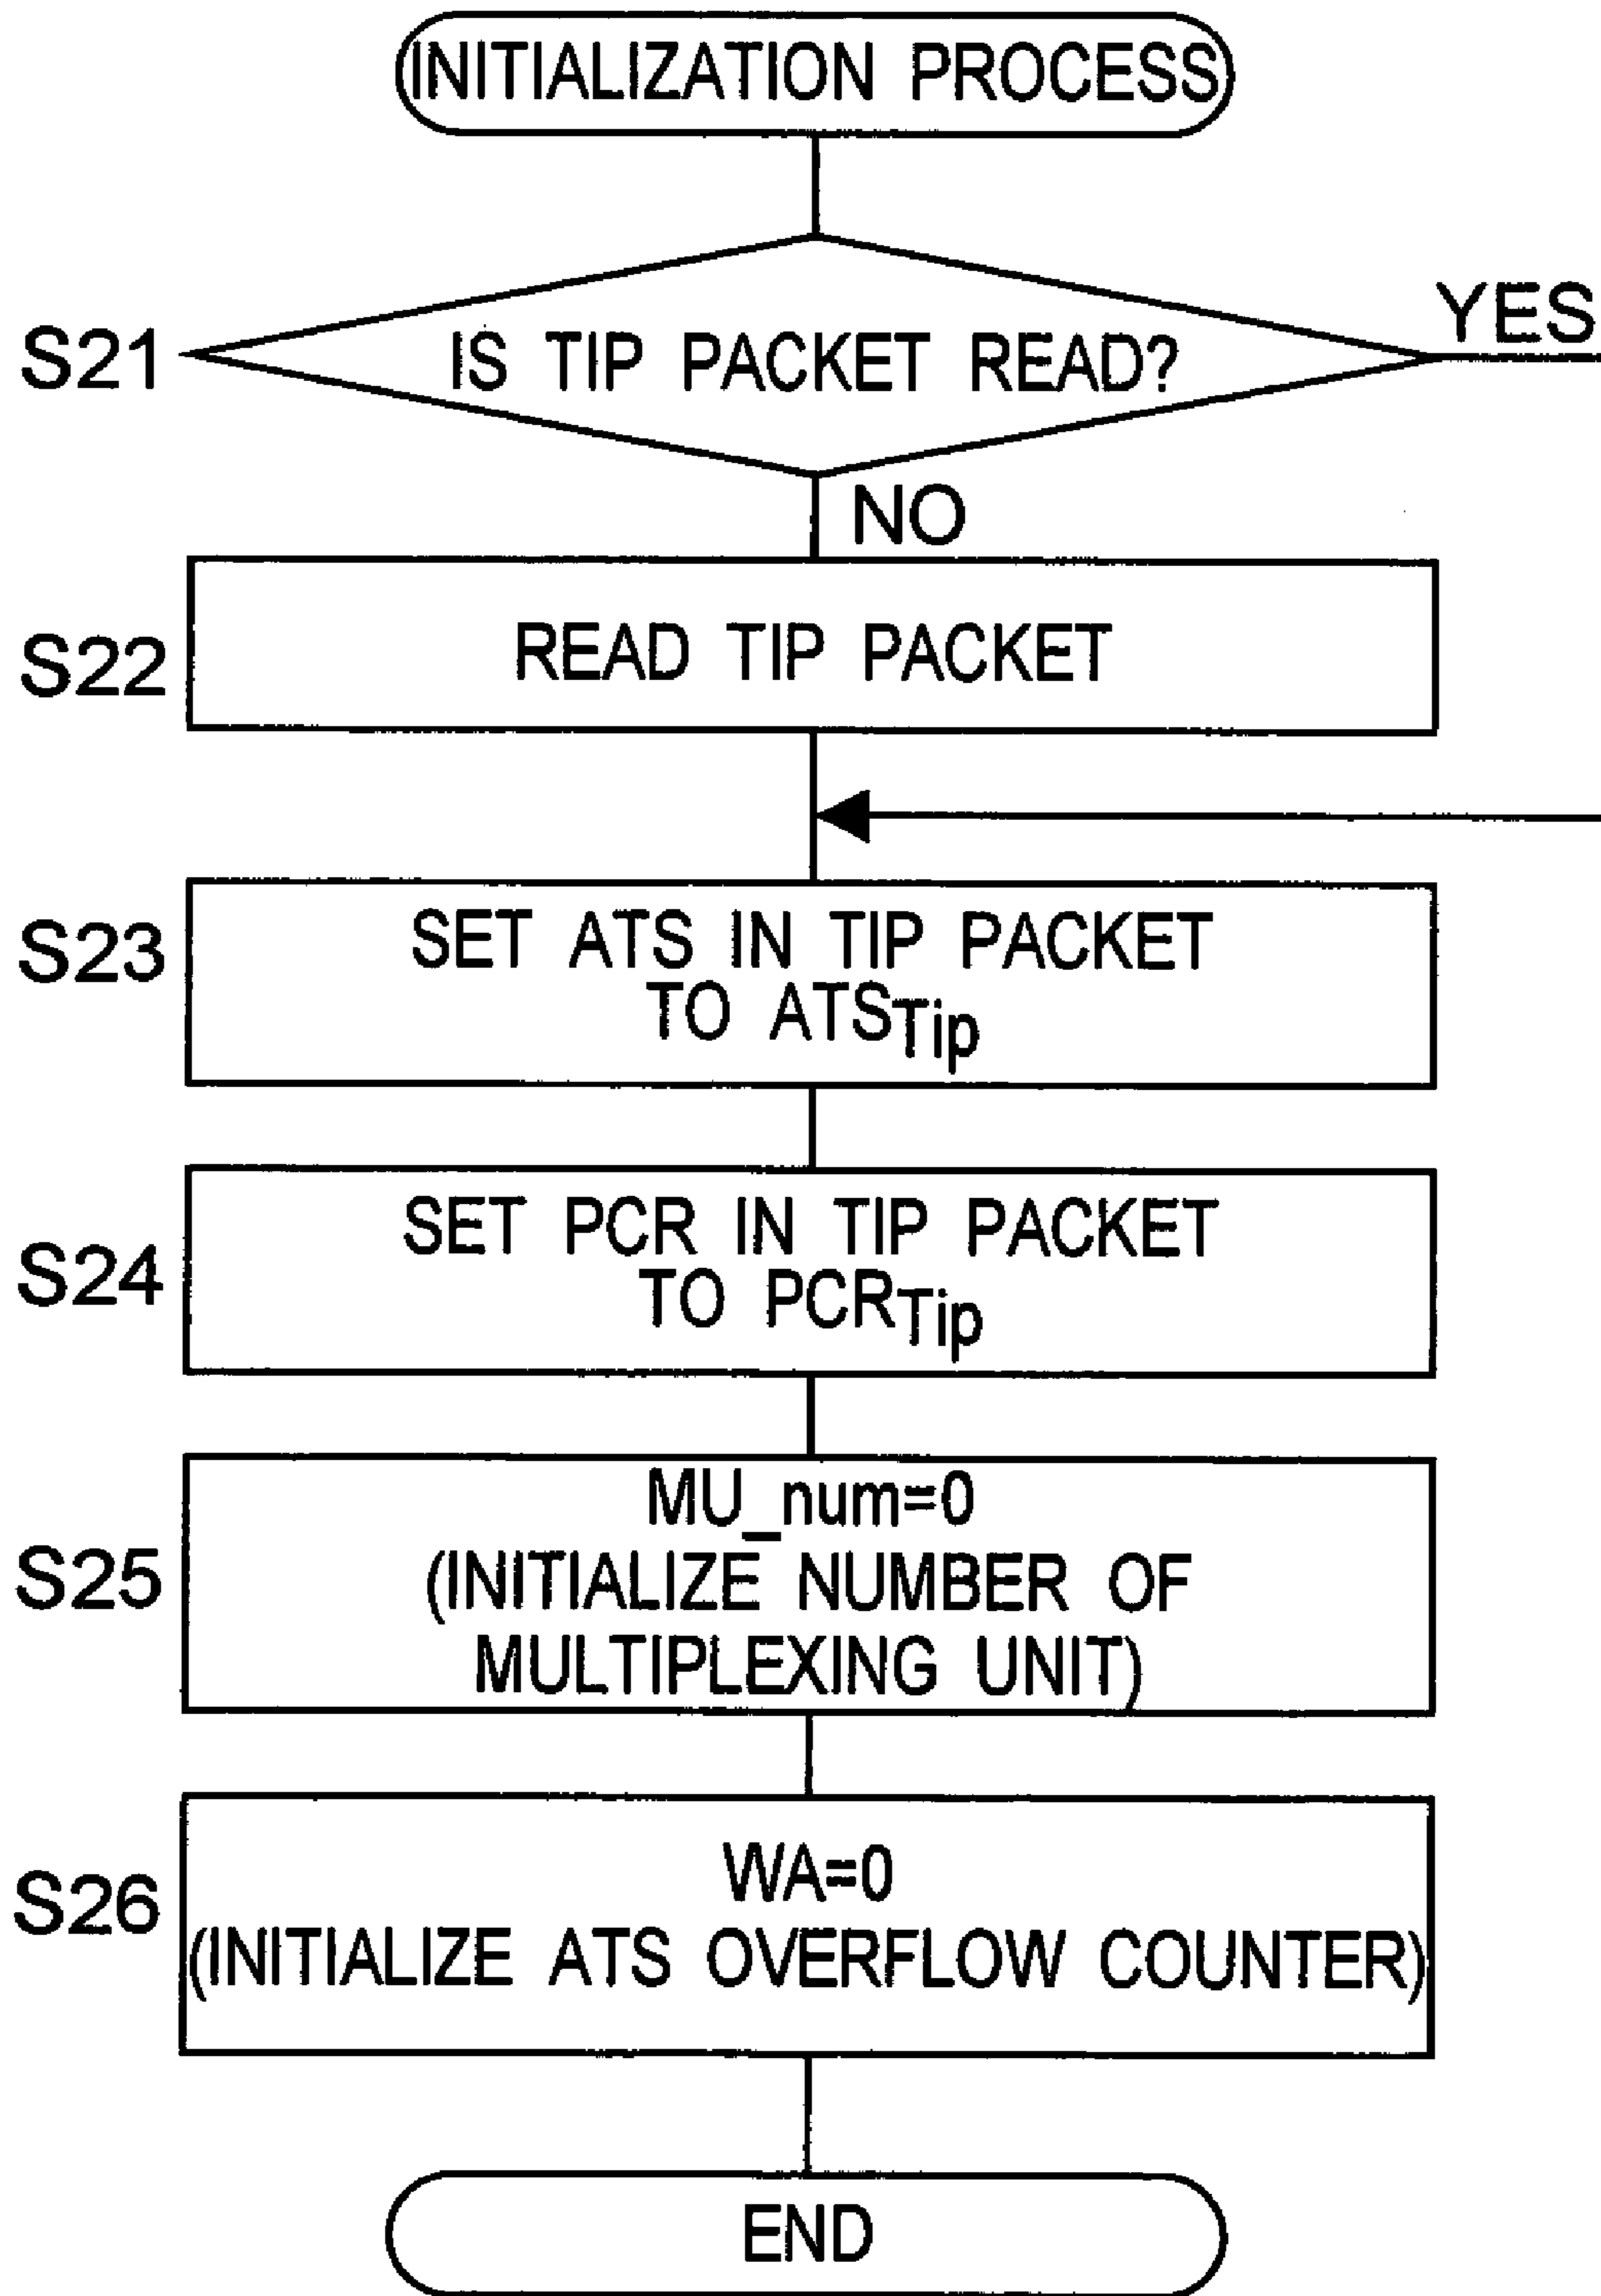 INITIALIZATION PROCESS
YES
S21
IS TIP PACKET READ?
NO
S22
READ TIP PACKET
S23
SET ATS IN TIP PACKET
TO ATSTip
S24
SET PCR IN TIP PACKET
TO PCRTip
S25
MU_num=0
(INITIALIZE NUMBER OF
MULTIPLEXING UNIT)
S26
WA=0
(INITIALIZE ATS OVERFLOW COUNTER)
END